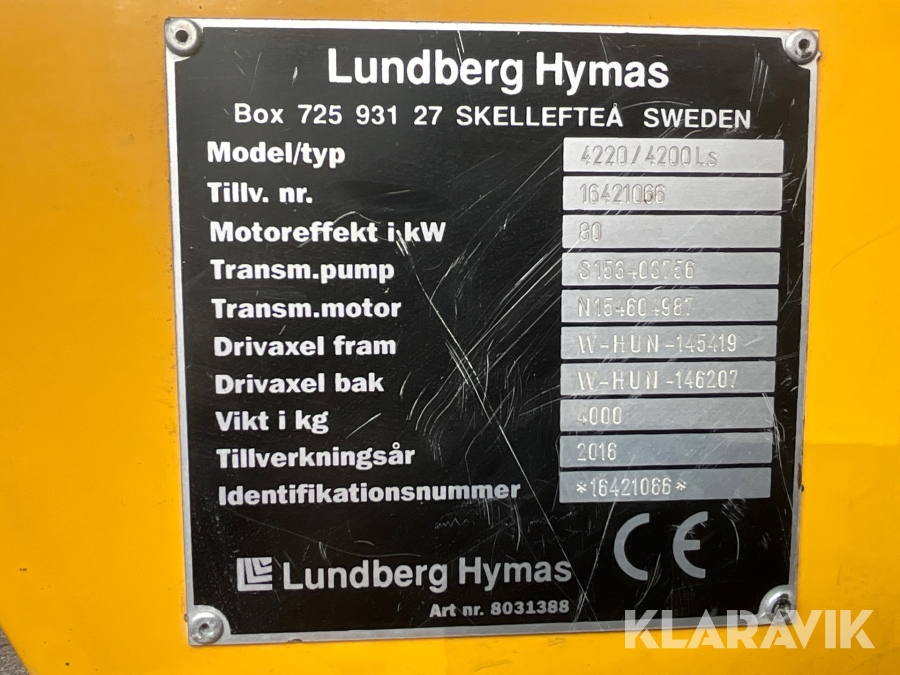 Lundberg Hymas
Box 725 931 27 SKELLEFTEÅ SWEDEN
Model/typ 4220/4200Ls
Tillv. nr. 16421066
Motoreffekt i kW 80
Transm.pump S156406756
Transm.motor N154604987
Drivaxel fram W-HUN-145419
Drivaxel bak W-HUN-146207
Vikt i kg 4000
Tillverkningsår 2016
Identifikationsnummer *16421066*
CE
Lundberg Hymas
Art nr. 8031388
KLARAVIK